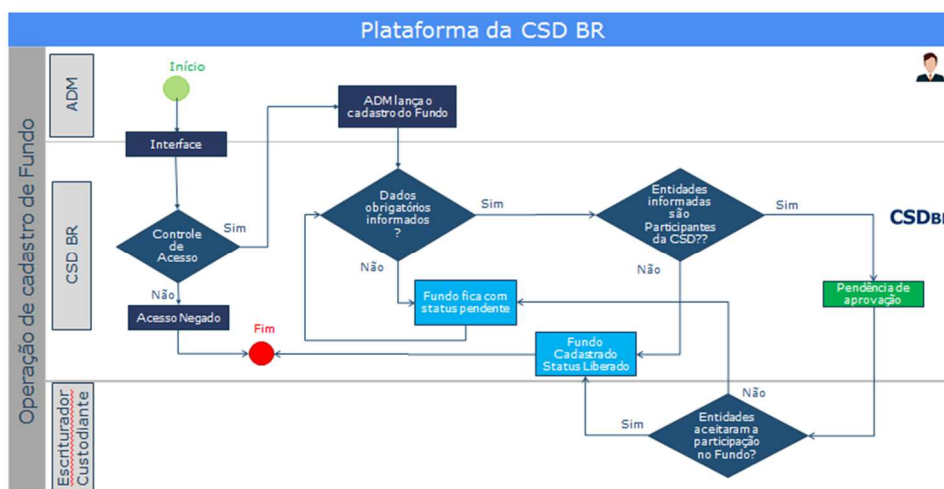 Plataforma da CSD BR
Operação de cadastro de Fundo
ADM
Início
ADM lança o
cadastro do Fundo
Interface
CSD BR
Controle
de
Acesso
Sim
Não
Acesso Negado
Fim
Dados
obrigatórios
informados
?
Sim
Não
Fundo fica com
status pendente
Entidades
informadas
são
Participantes
da CSD??
Sim
Não
CSDBR
Pendência de
aprovação
Fundo
Cadastrado
Status Liberado
Escriturador
Custodiante
Sim
Não
Entidades
aceitaram a
participação
no Fundo?